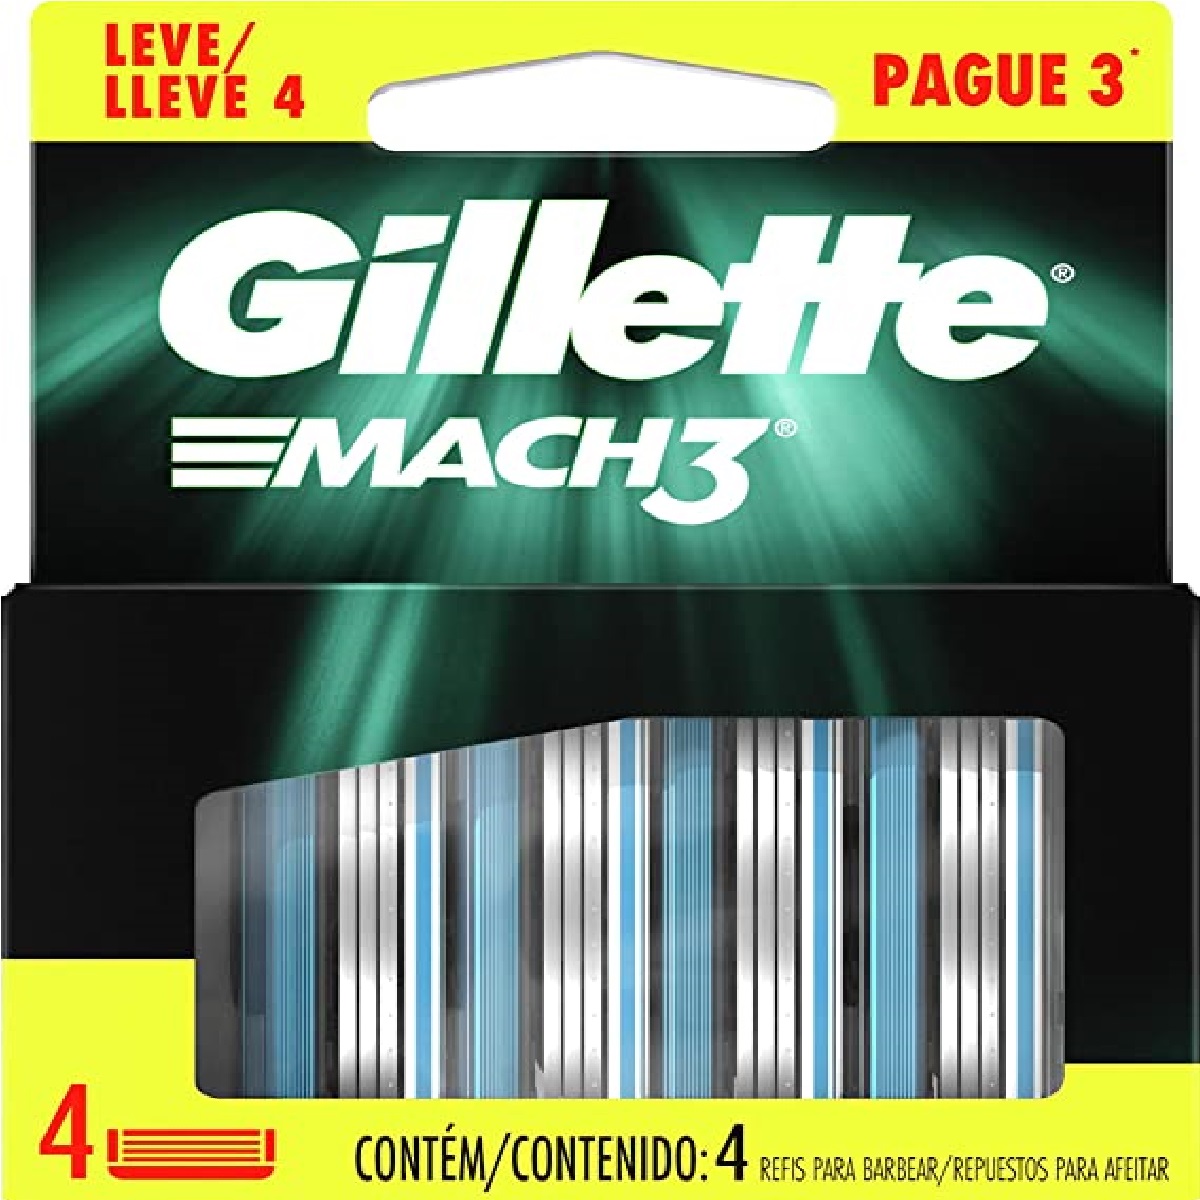 LEVE/
LLEVE 4
PAGUE 3*
Gillette®
MACH3®
4
CONTÉM/CONTENIDO: 4 REFIS PARA BARBEAR/REPUESTOS PARA AFEITAR